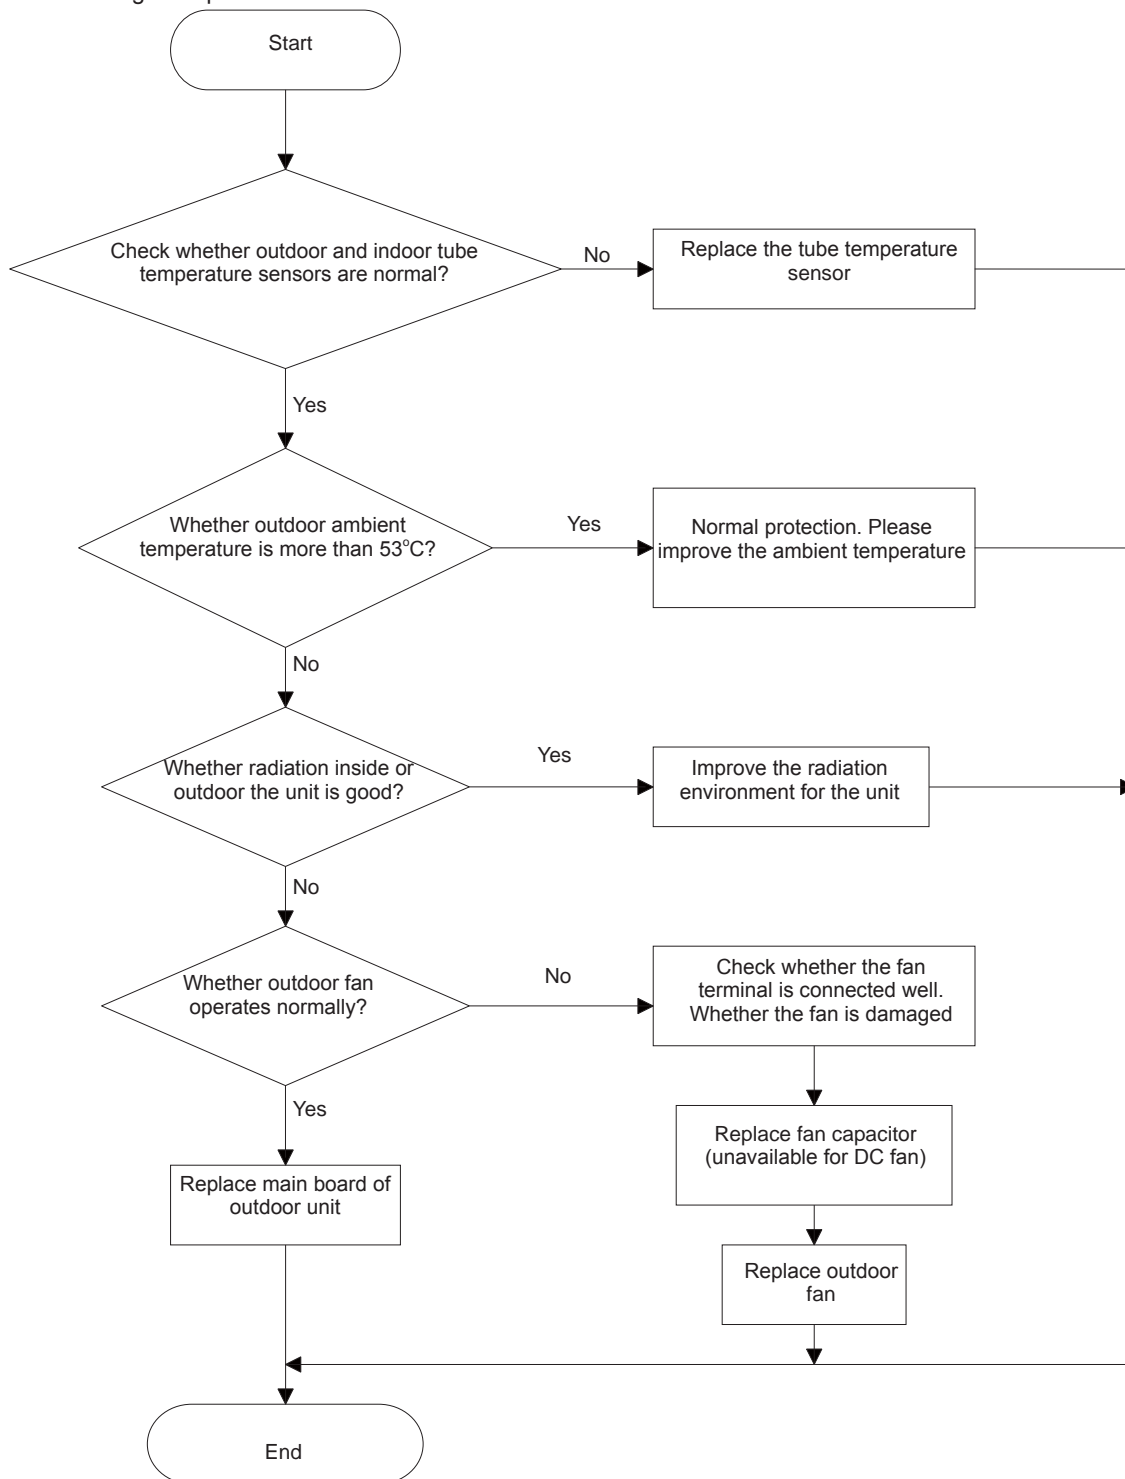 Start
Check whether outdoor and indoor tube
temperature sensors are normal?
No
Replace the tube temperature
sensor
Yes
Whether outdoor ambient
temperature is more than 53°C?
Yes
Normal protection. Please
improve the ambient temperature
No
Whether radiation inside or
outdoor the unit is good?
Yes
Improve the radiation
environment for the unit
No
Whether outdoor fan
operates normally?
No
Check whether the fan
terminal is connected well.
Whether the fan is damaged
Yes
Replace fan capacitor
(unavailable for DC fan)
Replace main board of
outdoor unit
Replace outdoor
fan
End